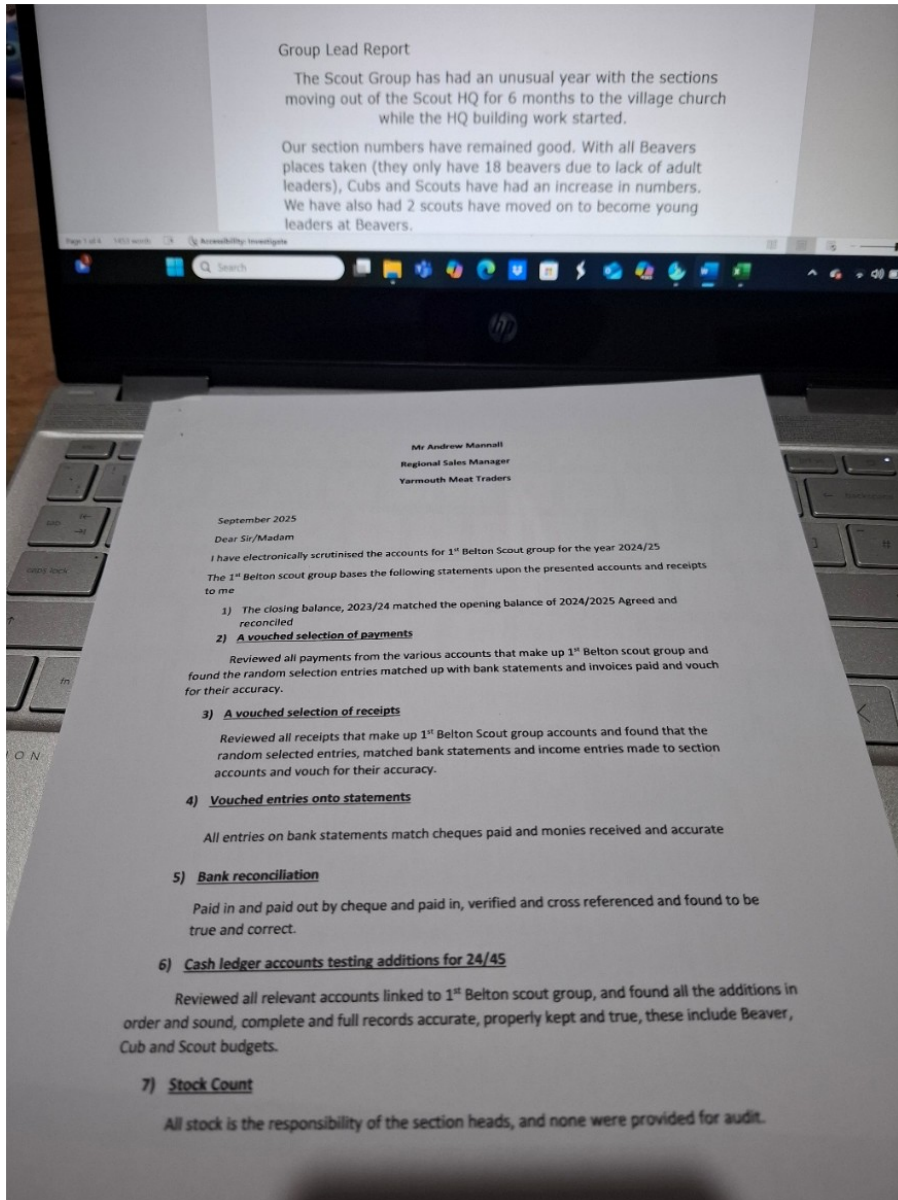 Group Lead Report
The Scout Group has had an unusual year with the sections
moving out of the Scout HQ for 6 months to the village church
while the HQ building work started.
Our section numbers have remained good. With all Beavers
places taken (they only have 18 beavers due to lack of adult
leaders), Cubs and Scouts have had an increase in numbers.
We have also had 2 scouts have moved on to become young
leaders at Beavers.
Page 1 of 4 1453 words Accessibility: Investigate
Search
hp
Mr Andrew Mannall
Regional Sales Manager
Yarmouth Meat Traders
September 2025
Dear Sir/Madam
I have electronically scrutinised the accounts for 1st Belton Scout group for the year 2024/25
The 1st Belton scout group bases the following statements upon the presented accounts and receipts
to me
1) The closing balance, 2023/24 matched the opening balance of 2024/2025 Agreed and
reconciled
2) A vouched selection of payments
Reviewed all payments from the various accounts that make up 1st Belton scout group and
found the random selection entries matched up with bank statements and invoices paid and vouch
for their accuracy.
3) A vouched selection of receipts
Reviewed all receipts that make up 1st Belton Scout group accounts and found that the
random selected entries, matched bank statements and income entries made to section
accounts and vouch for their accuracy.
4) Vouched entries onto statements
All entries on bank statements match cheques paid and monies received and accurate
5) Bank reconciliation
Paid in and paid out by cheque and paid in, verified and cross referenced and found to be
true and correct.
6) Cash ledger accounts testing additions for 24/45
Reviewed all relevant accounts linked to 1st Belton scout group, and found all the additions in
order and sound, complete and full records accurate, properly kept and true, these include Beaver,
Cub and Scout budgets.
7) Stock Count
All stock is the responsibility of the section heads, and none were provided for audit.
caps lock
fn
backspace